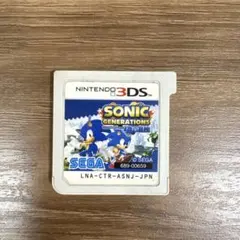 NINTENDO 3DS
SONIC
GENERATIONS
SEGA
© SEGA
689-00659
LNA-CTR-ASNJ-JPN